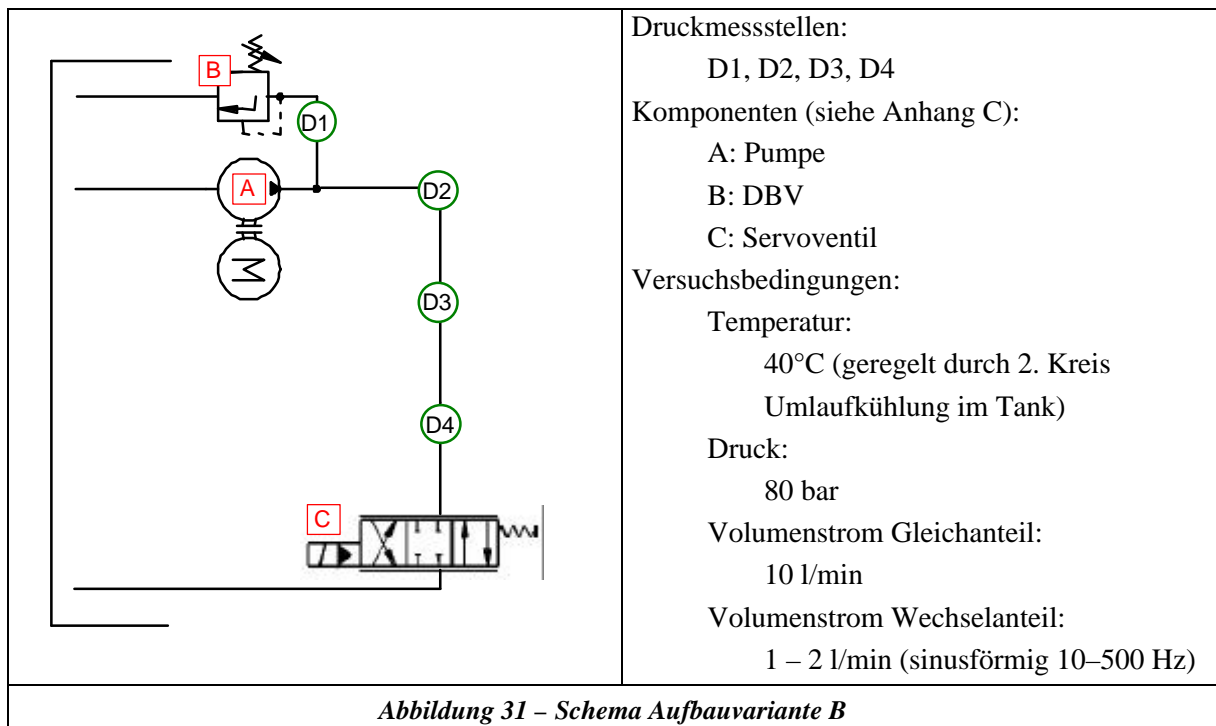 B
D1
A
D2
M
D3
D4
C
Druckmessstellen:
D1, D2, D3, D4
Komponenten (siehe Anhang C):
A: Pumpe
B: DBV
C: Servoventil
Versuchsbedingungen:
Temperatur:
40°C (geregelt durch 2. Kreis
Umlaufkühlung im Tank)
Druck:
80 bar
Volumenstrom Gleichanteil:
10 l/min
Volumenstrom Wechselanteil:
1 – 2 l/min (sinusförmig 10–500 Hz)
Abbildung 31 – Schema Aufbauvariante B